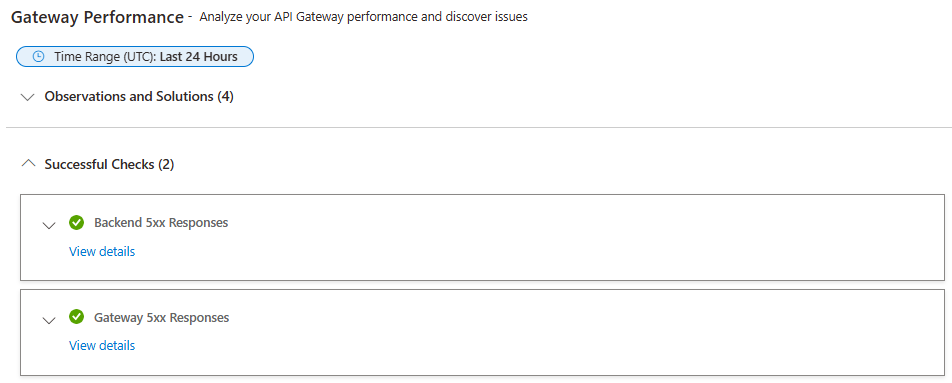 Gateway Performance - Analyze your API Gateway performance and discover issues
Time Range (UTC): Last 24 Hours
Observations and Solutions (4)
Successful Checks (2)
Backend 5xx Responses
View details
Gateway 5xx Responses
View details